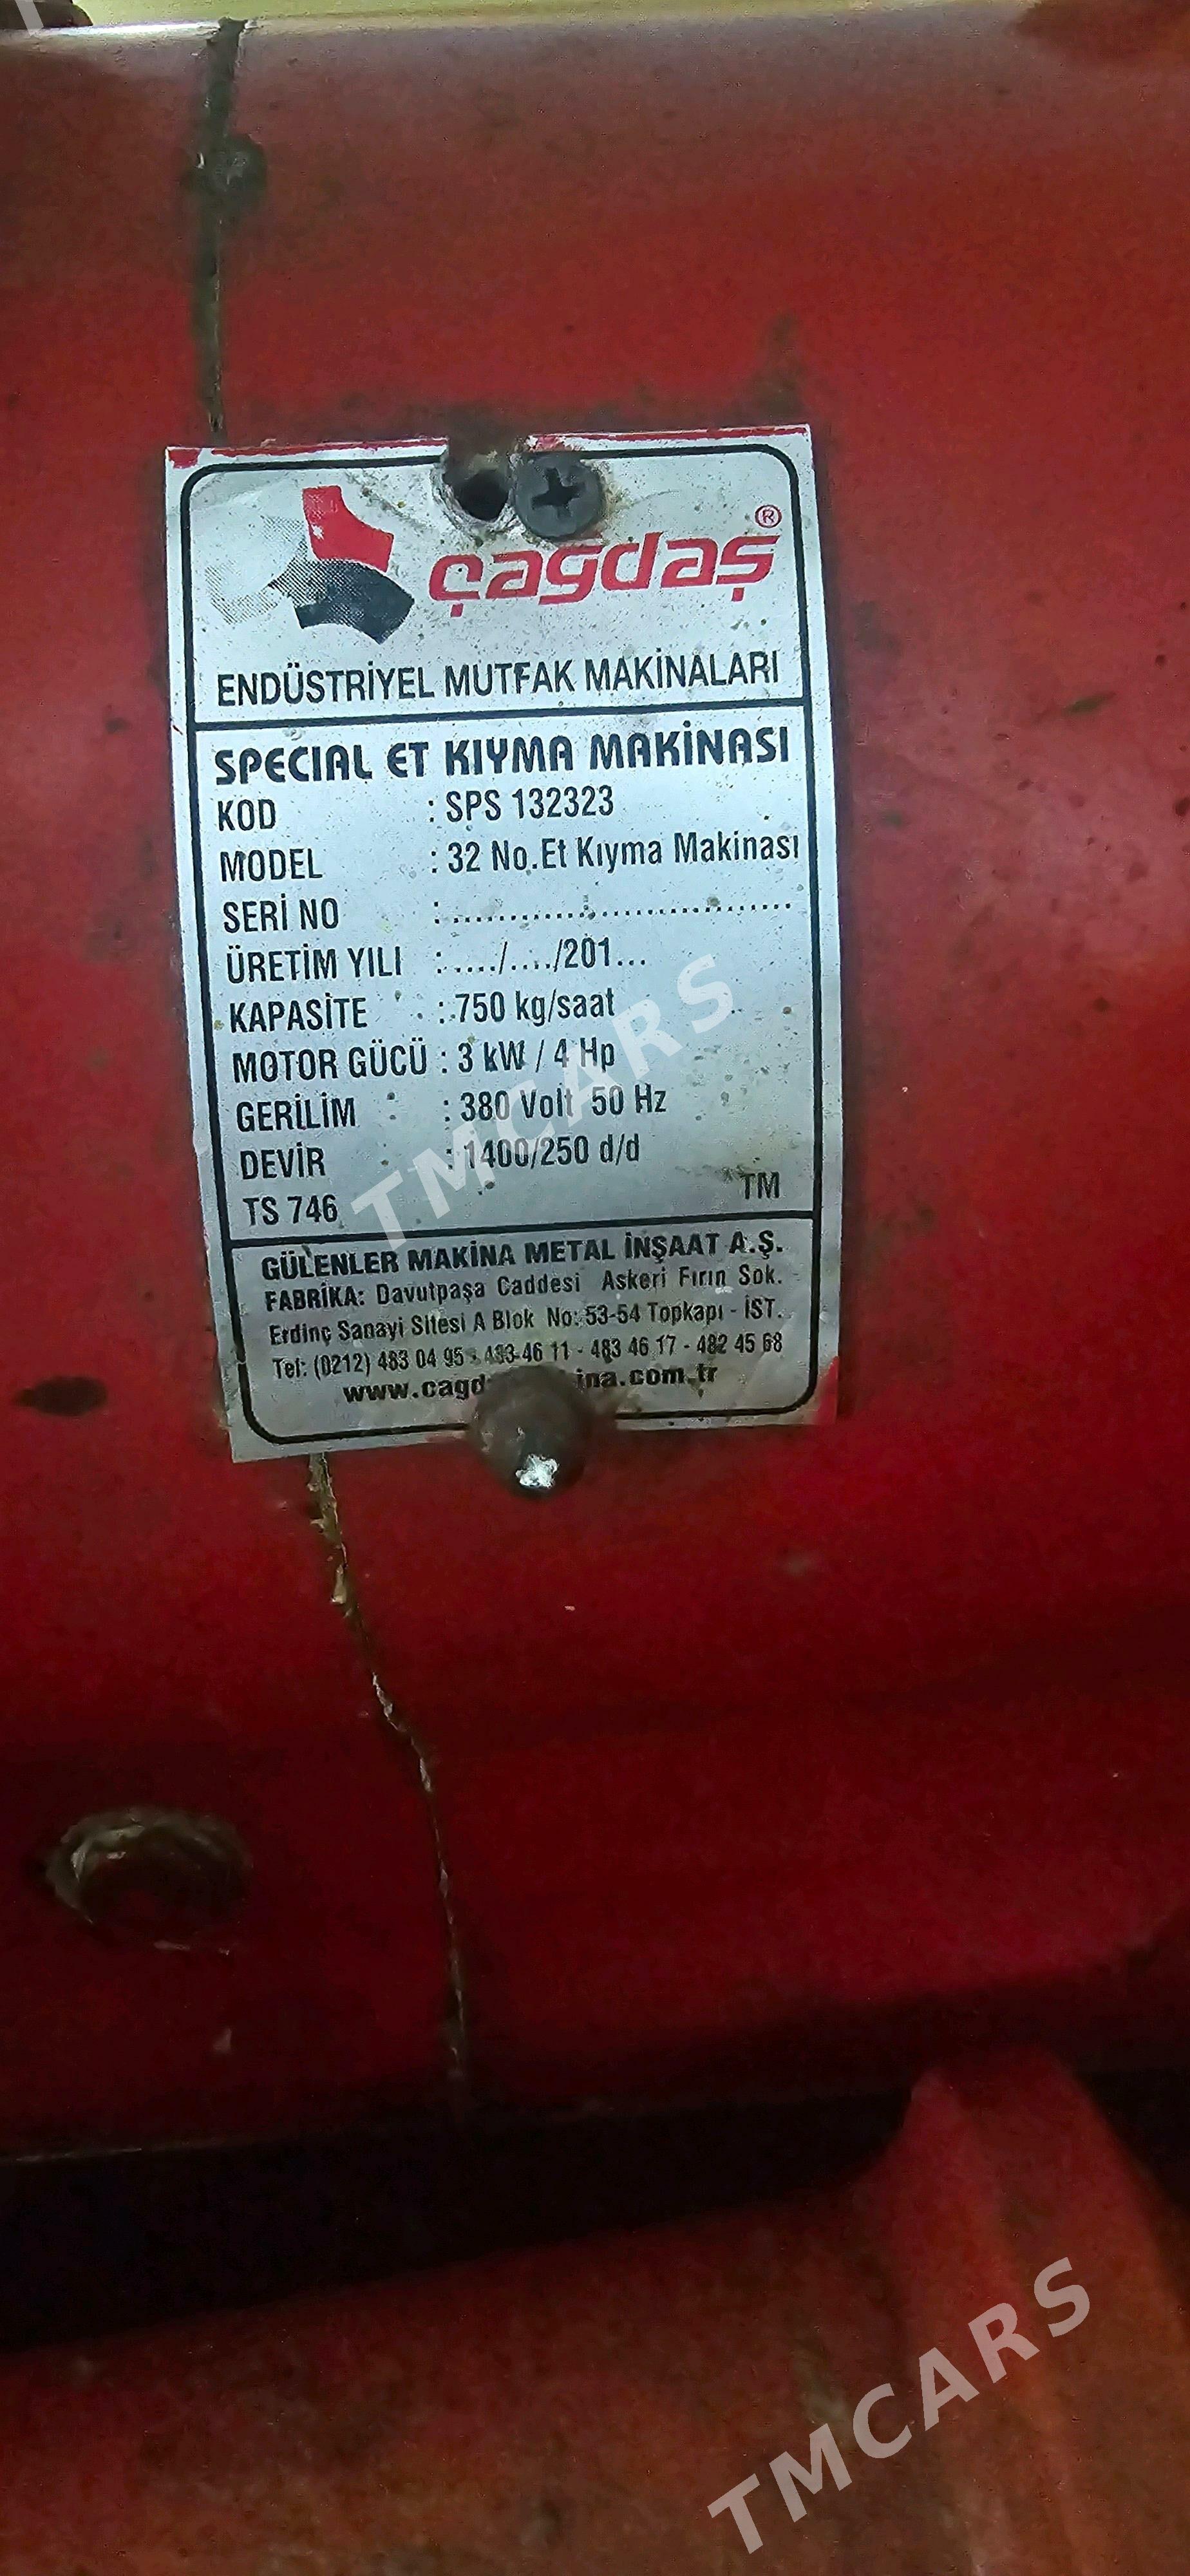 çağdaş ®
ENDÜSTRİYEL MUTFAK MAKİNALARI
SPECIAL ET KIYMA MAKİNASI
KOD : SPS 132323
MODEL : 32 No.Et Kıyma Makinası
SERİ NO : ..............................
ÜRETİM YILI : ..../..../201...
KAPASİTE : 750 kg/saat
MOTOR GÜCÜ : 3 kW / 4 Hp
GERİLİM : 380 Volt 50 Hz
DEVİR : 1400/250 d/d
TS 746 TM
GÜLENLER MAKİNA METAL İNŞAAT A.Ş.
FABRİKA: Davutpaşa Caddesi Askeri Fırın Sok.
Erdinç Sanayi Sitesi A Blok No: 53-54 Topkapı - İST.
Tel: (0212) 483 04 95 - 483 46 11 - 483 46 17 - 482 45 68
TMCARS
TMCARS